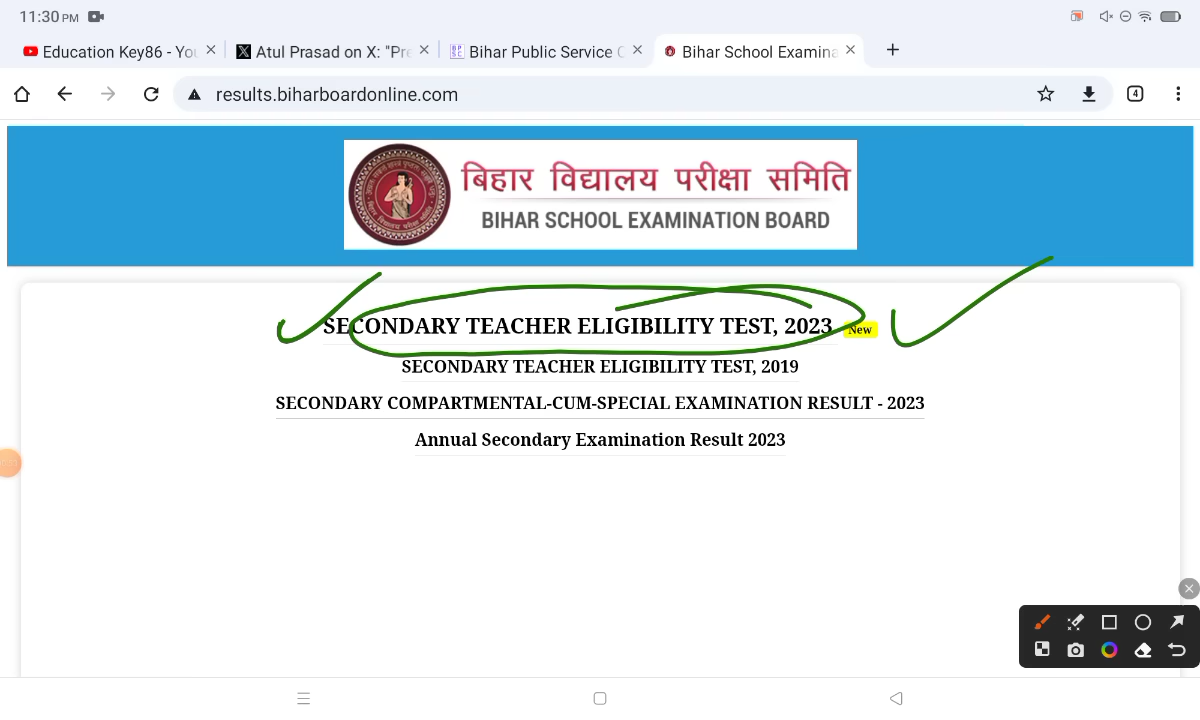 11:30 PM
Education Key86 - You
Atul Prasad on X: "Pre
Bihar Public Service C
Bihar School Examina
results.biharboardonline.com
4
बिहार विद्यालय परीक्षा समिति
BIHAR SCHOOL EXAMINATION BOARD
SECONDARY TEACHER ELIGIBILITY TEST, 2023 New
SECONDARY TEACHER ELIGIBILITY TEST, 2019
SECONDARY COMPARTMENTAL-CUM-SPECIAL EXAMINATION RESULT - 2023
Annual Secondary Examination Result 2023